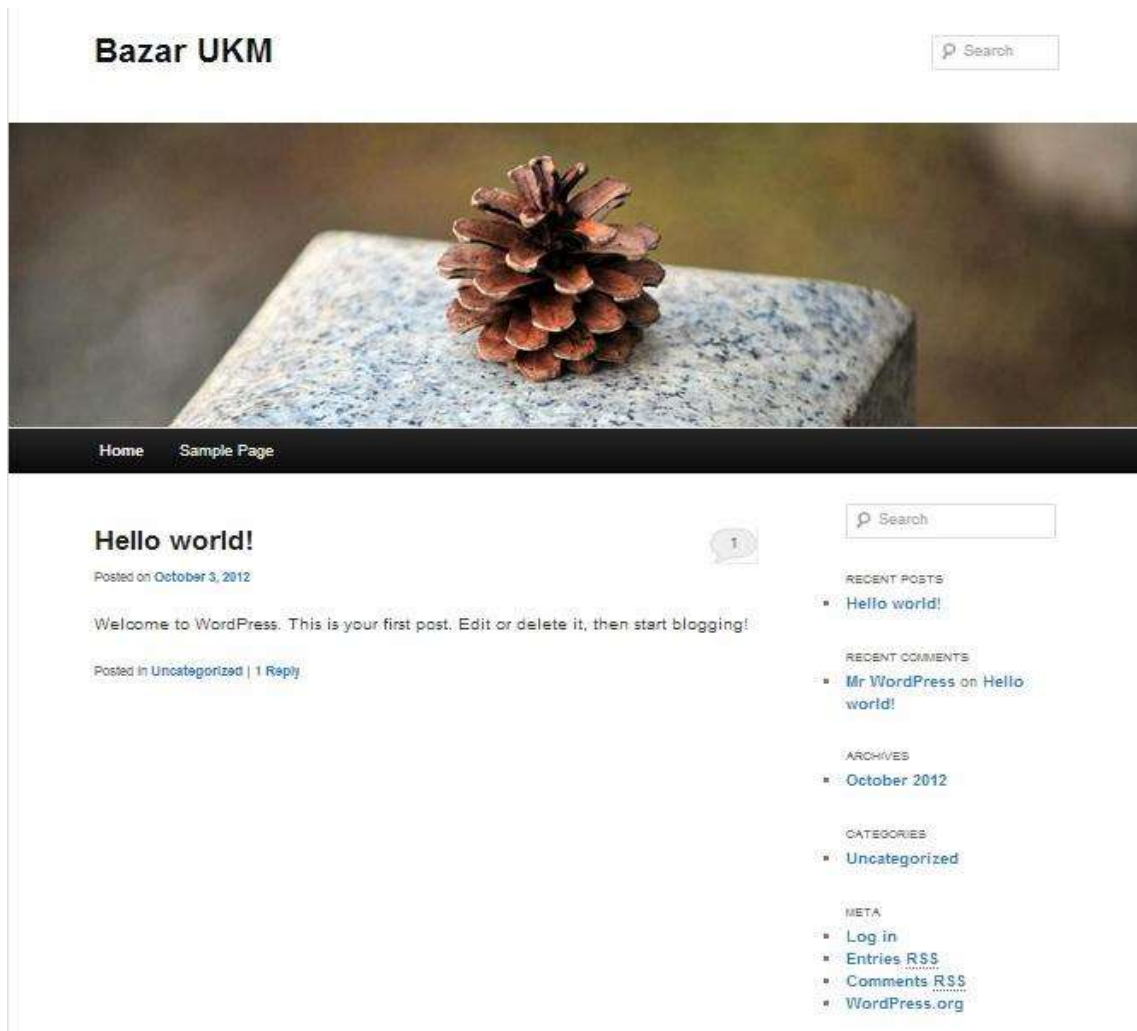 Bazar UKM
Search
Home Sample Page
Hello world!
1
Posted on October 3, 2012
Welcome to WordPress. This is your first post. Edit or delete it, then start blogging!
Posted in Uncategorized | 1 Reply
Search
RECENT POSTS
Hello world!
RECENT COMMENTS
Mr WordPress on Hello
world!
ARCHIVES
October 2012
CATEGORIES
Uncategorized
META
Log in
Entries RSS
Comments RSS
WordPress.org